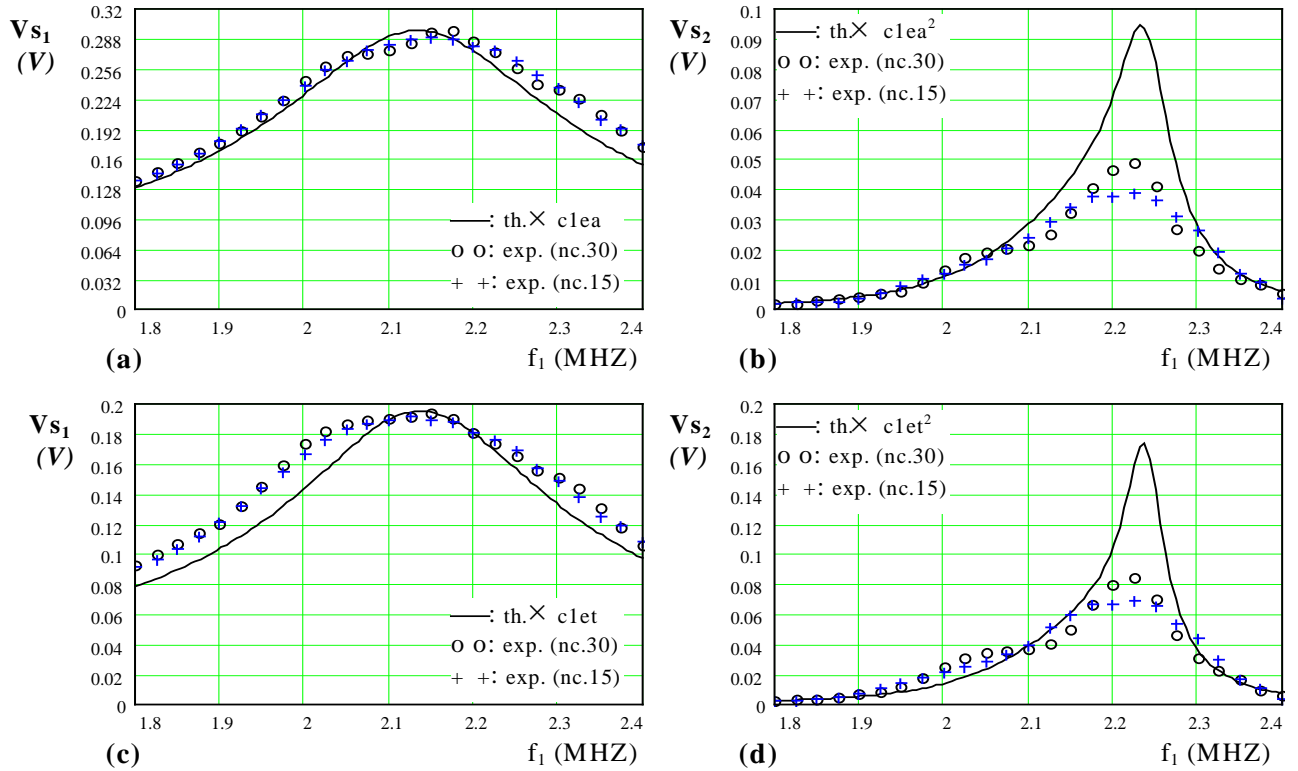 Vs1
(V)
0.32
0.288
0.256
0.224
0.192
0.16
0.128
0.096
0.064
0.032
0
: th.× c1ea
o o: exp. (nc.30)
+ +: exp. (nc.15)
1.8 1.9 2 2.1 2.2 2.3 2.4
(a) f1 (MHZ)
Vs2
(V)
0.1
0.09
0.08
0.07
0.06
0.05
0.04
0.03
0.02
0.01
0
: th× c1ea²
o o: exp. (nc.30)
+ +: exp. (nc.15)
1.8 1.9 2 2.1 2.2 2.3 2.4
(b) f1 (MHZ)
Vs1
(V)
0.2
0.18
0.16
0.14
0.12
0.1
0.08
0.06
0.04
0.02
0
: th.× c1et
o o: exp. (nc.30)
+ +: exp. (nc.15)
1.8 1.9 2 2.1 2.2 2.3 2.4
(c) f1 (MHZ)
Vs2
(V)
0.2
0.18
0.16
0.14
0.12
0.1
0.08
0.06
0.04
0.02
0
: th× c1et²
o o: exp. (nc.30)
+ +: exp. (nc.15)
1.8 1.9 2 2.1 2.2 2.3 2.4
(d) f1 (MHZ)